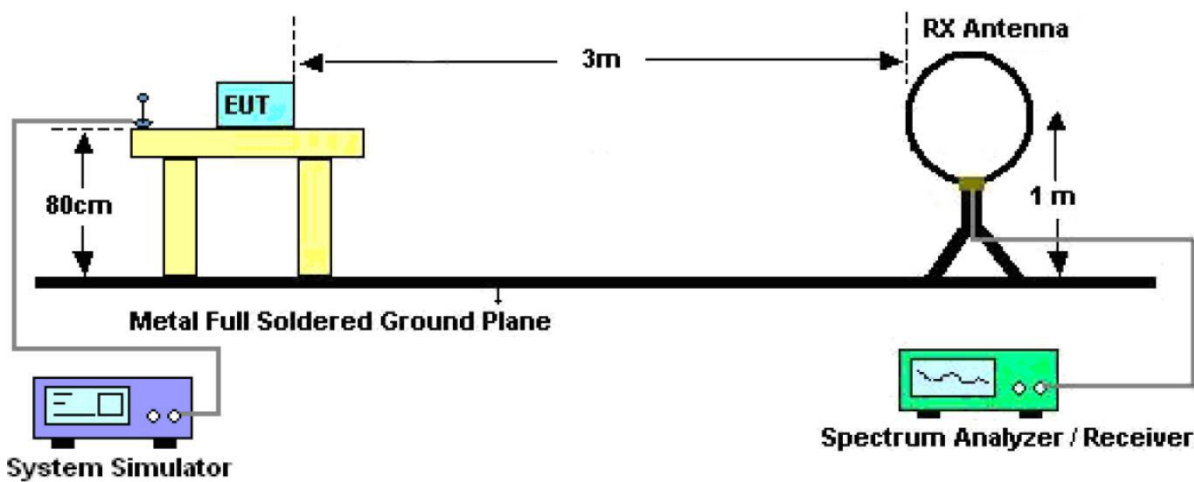 RX Antenna
3m
EUT
80cm
1 m
Metal Full Soldered Ground Plane
System Simulator
Spectrum Analyzer / Receiver